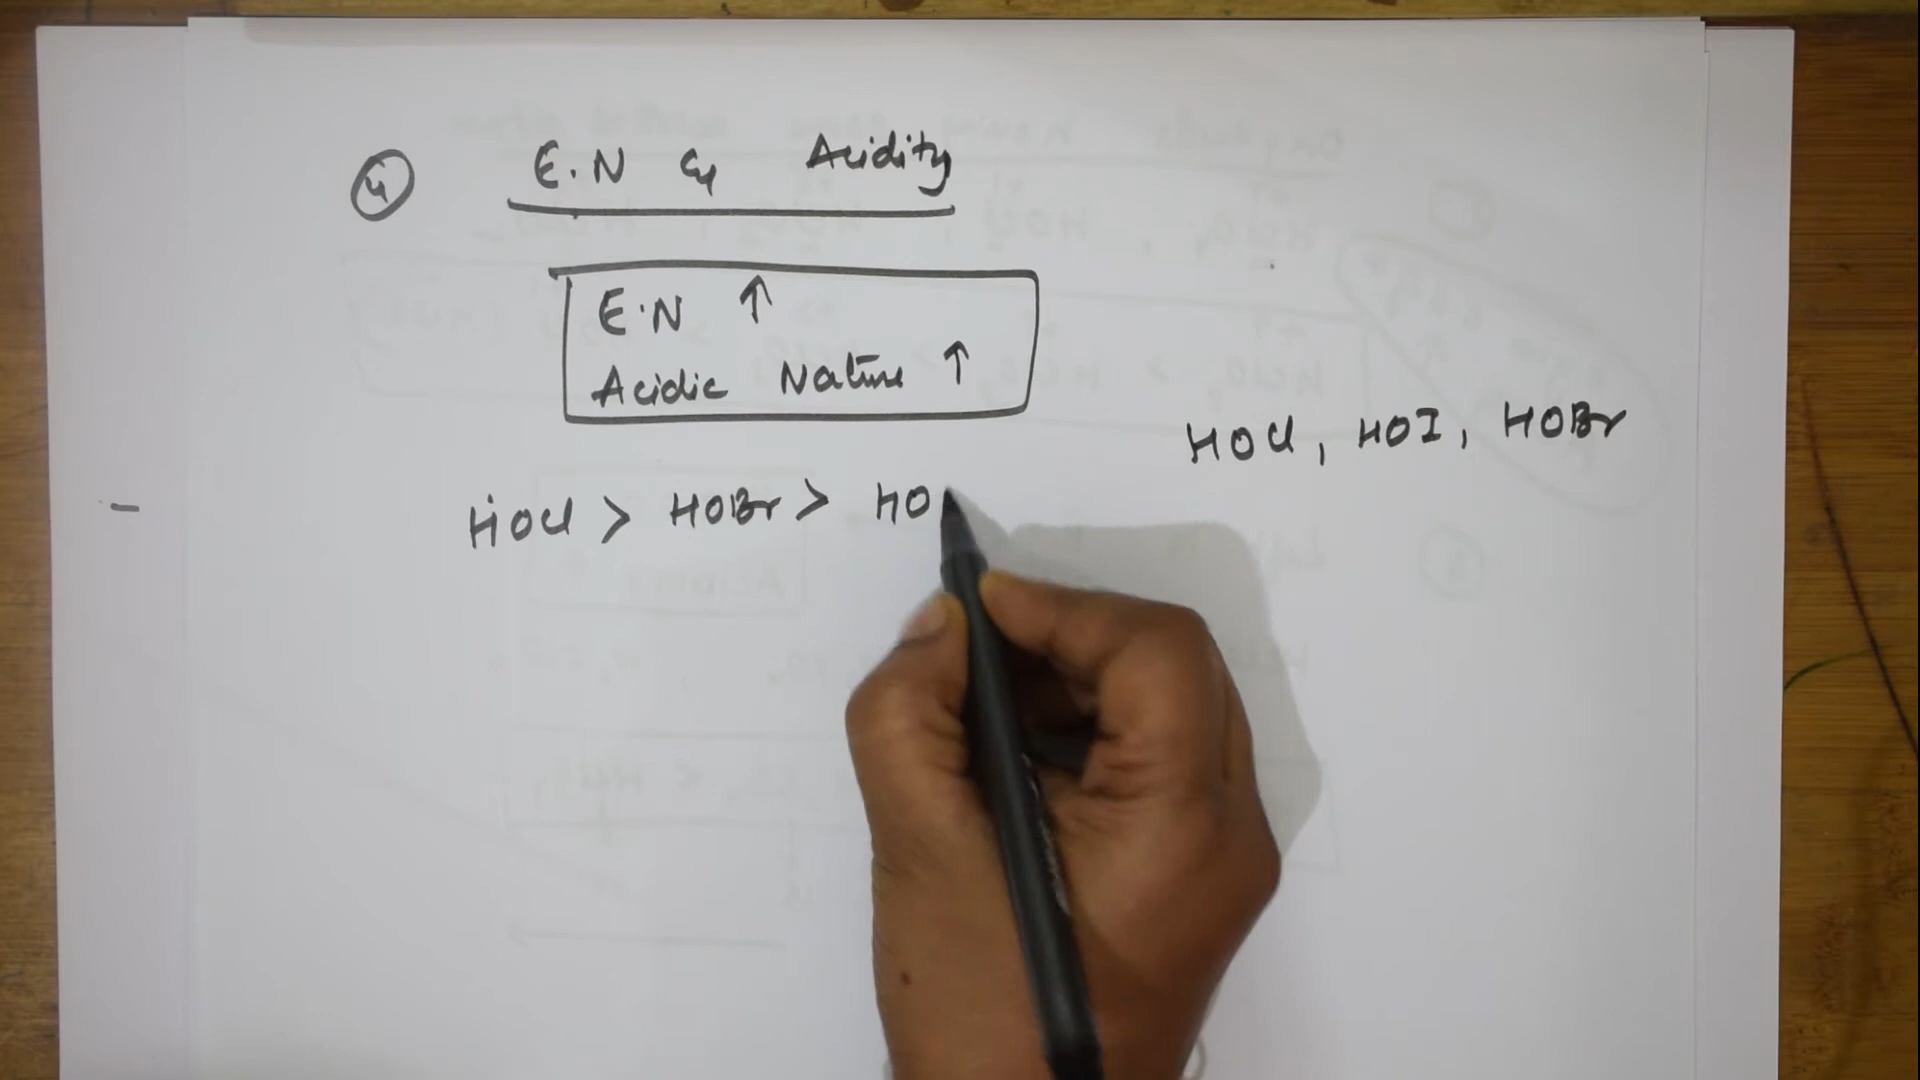 4 E.N & Acidity
E.N ↑
Acidic Nature ↑
HOCl, HOI, HOBr
HOCl > HOBr > HO